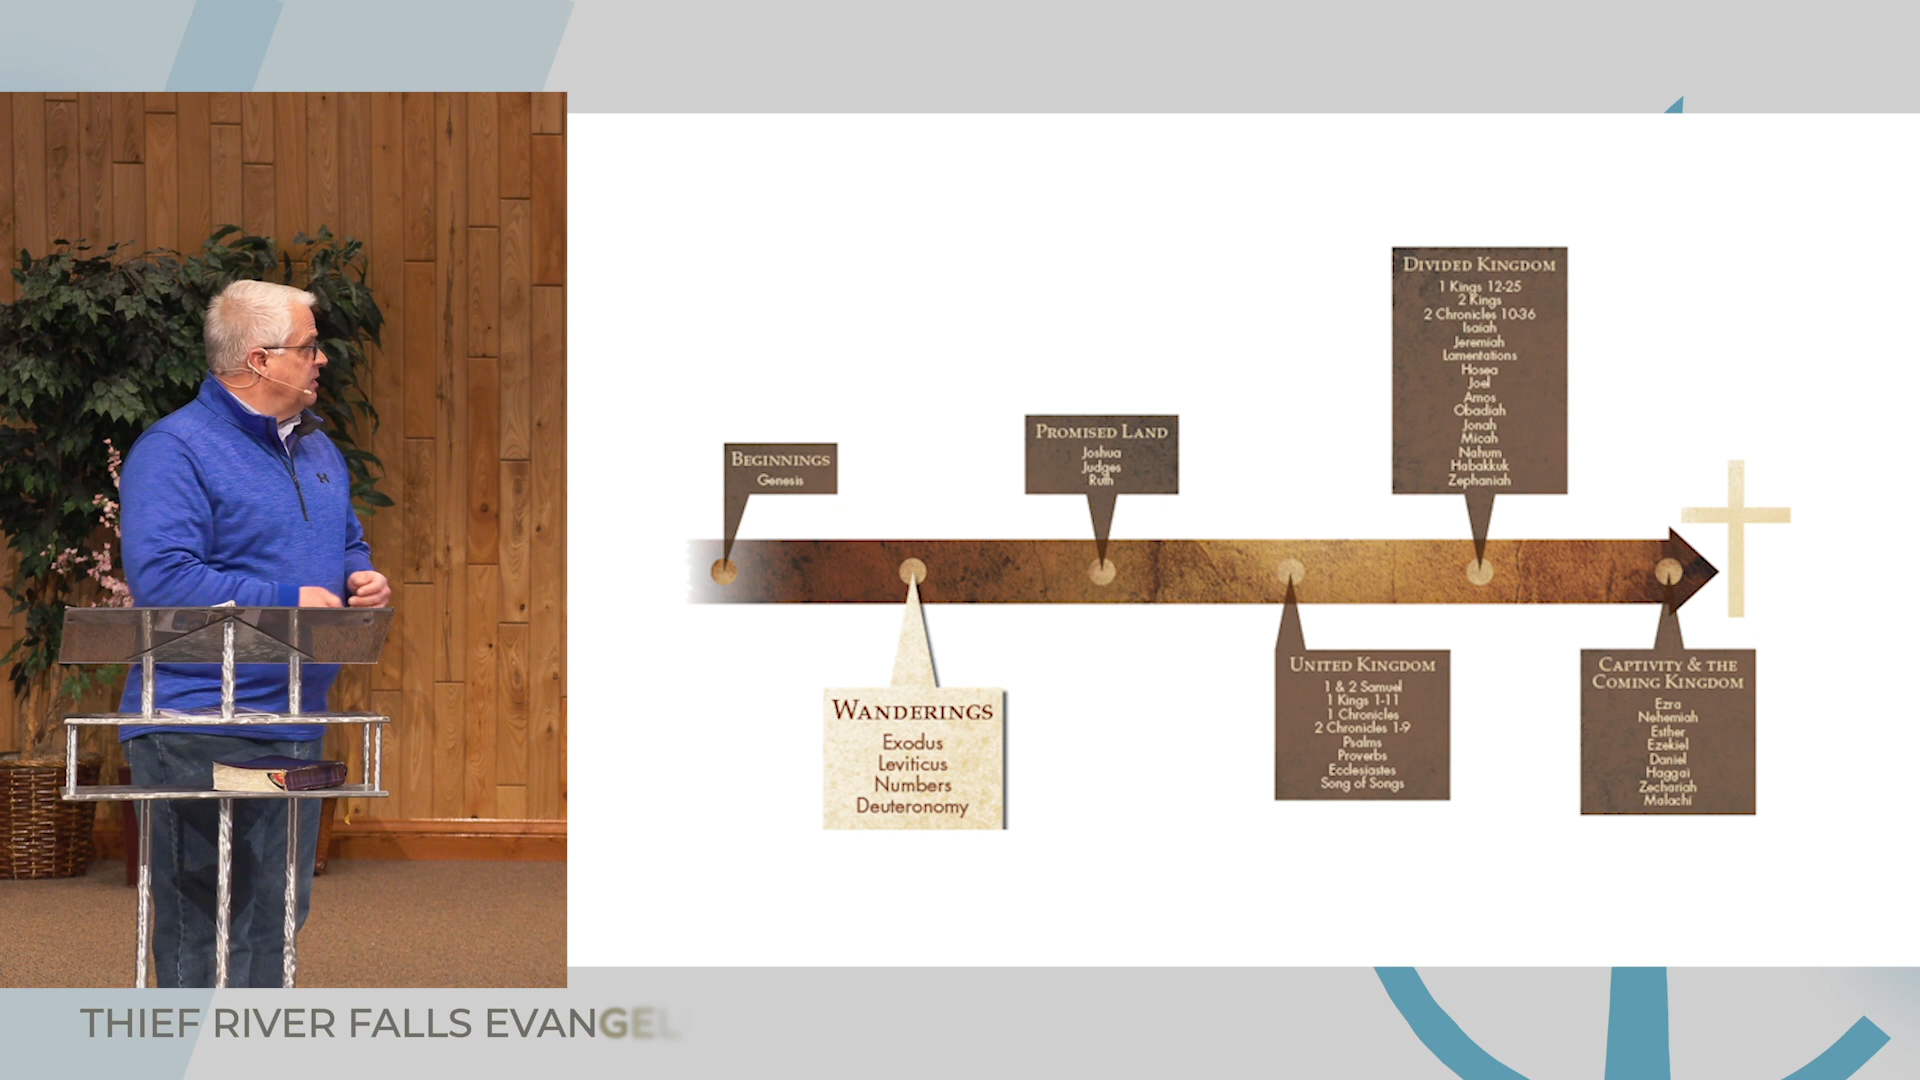 BEGINNINGS
Genesis
WANDERINGS
Exodus
Leviticus
Numbers
Deuteronomy
PROMISED LAND
Joshua
Judges
Ruth
UNITED KINGDOM
1 & 2 Samuel
1 Kings 1-11
1 Chronicles
2 Chronicles 1-9
Psalms
Proverbs
Ecclesiastes
Song of Songs
DIVIDED KINGDOM
1 Kings 12-25
2 Kings
2 Chronicles 10-36
Isaiah
Jeremiah
Lamentations
Hosea
Joel
Amos
Obadiah
Jonah
Micah
Nahum
Habakkuk
Zephaniah
CAPTIVITY & THE
COMING KINGDOM
Ezra
Nehemiah
Esther
Ezekiel
Daniel
Haggai
Zechariah
Malachi
THIEF RIVER FALLS EVANGEL